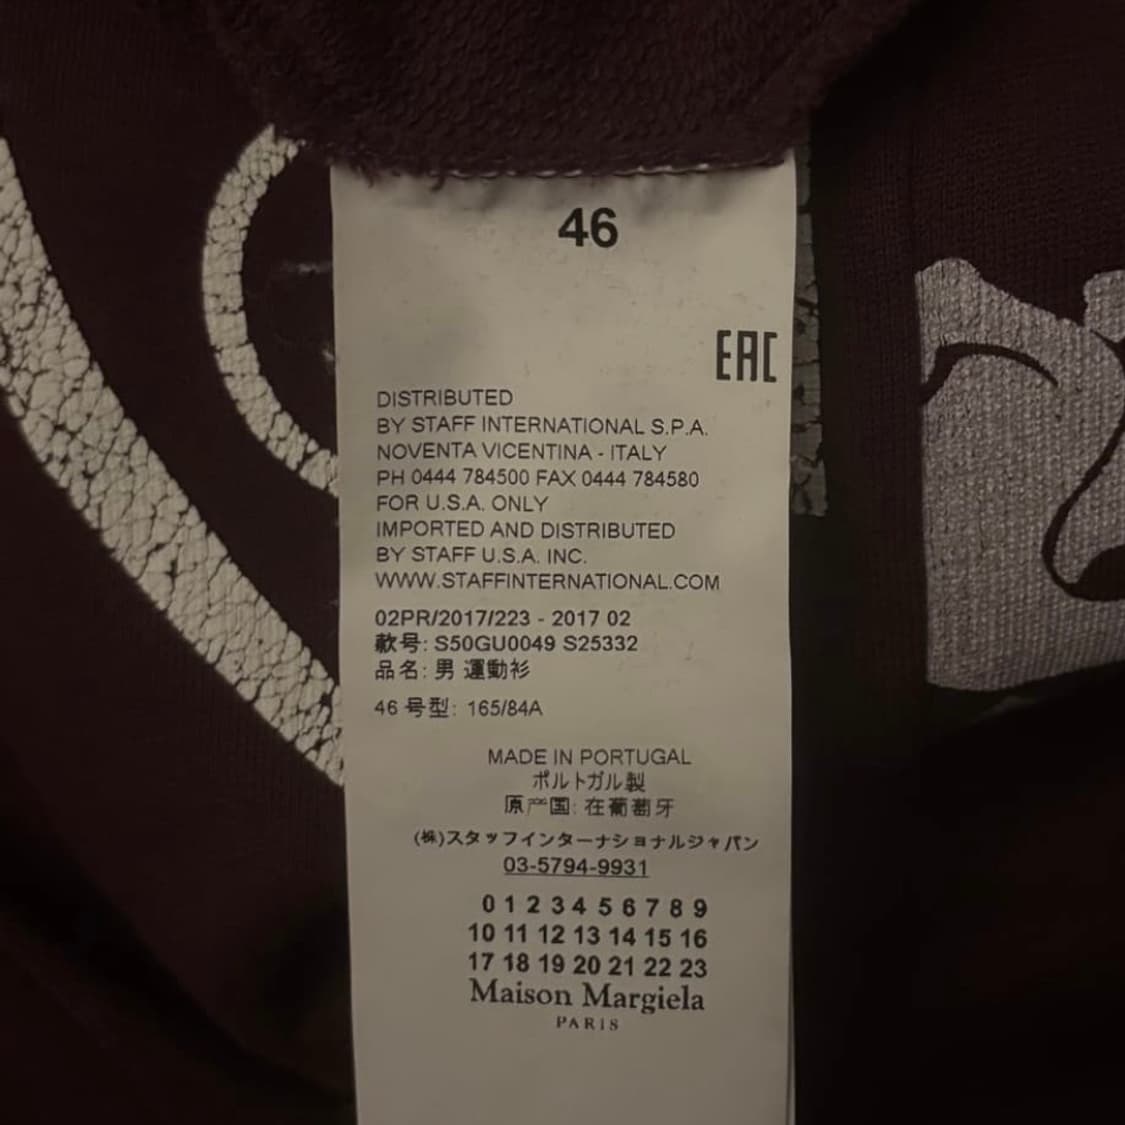 46
EAC
DISTRIBUTED
BY STAFF INTERNATIONAL S.P.A.
NOVENTA VICENTINA - ITALY
PH 0444 784500 FAX 0444 784580
FOR U.S.A. ONLY
IMPORTED AND DISTRIBUTED
BY STAFF U.S.A. INC.
WWW.STAFFINTERNATIONAL.COM
02PR/2017/223 - 2017 02
款号: S50GU0049 S25332
品名: 男 運動衫
46 号型: 165/84A
MADE IN PORTUGAL
ポルトガル製
原产国: 在葡萄牙
(株)スタッフインターナショナルジャパン
03-5794-9931
0 1 2 3 4 5 6 7 8 9
10 11 12 13 14 15 16
17 18 19 20 21 22 23
Maison Margiela
PARIS